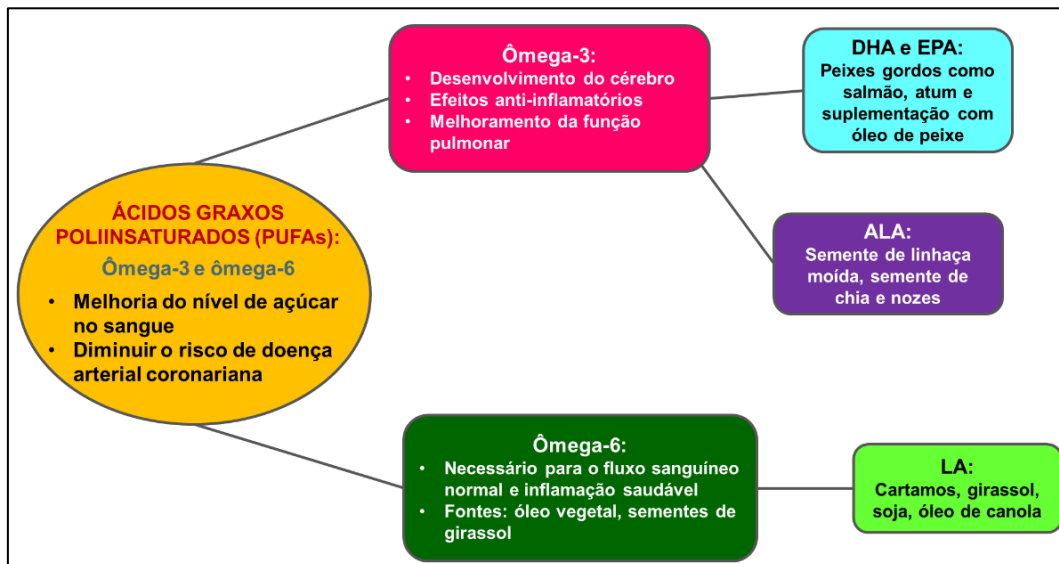 ÁCIDOS GRAXOS
POLIINSATURADOS (PUFAs):
Ômega-3 e ômega-6
• Melhoria do nível de açúcar
no sangue
• Diminuir o risco de doença
arterial coronariana
Ômega-3:
• Desenvolvimento do cérebro
• Efeitos anti-inflamatórios
• Melhoramento da função
pulmonar
DHA e EPA:
Peixes gordos como
salmão, atum e
suplementação com
óleo de peixe
ALA:
Semente de linhaça
moída, semente de
chia e nozes
Ômega-6:
• Necessário para o fluxo sanguíneo
normal e inflamação saudável
• Fontes: óleo vegetal, sementes de
girassol
LA:
Cartamos, girassol,
soja, óleo de canola